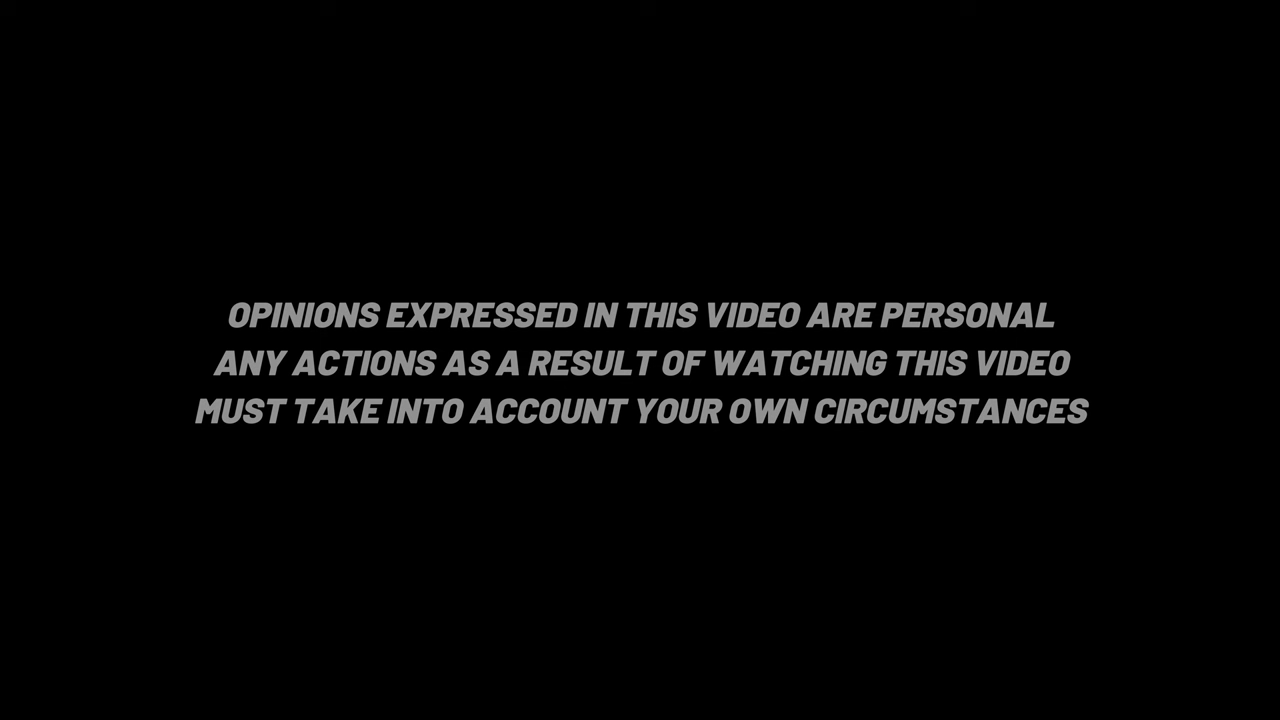 OPINIONS EXPRESSED IN THIS VIDEO ARE PERSONAL
ANY ACTIONS AS A RESULT OF WATCHING THIS VIDEO
MUST TAKE INTO ACCOUNT YOUR OWN CIRCUMSTANCES